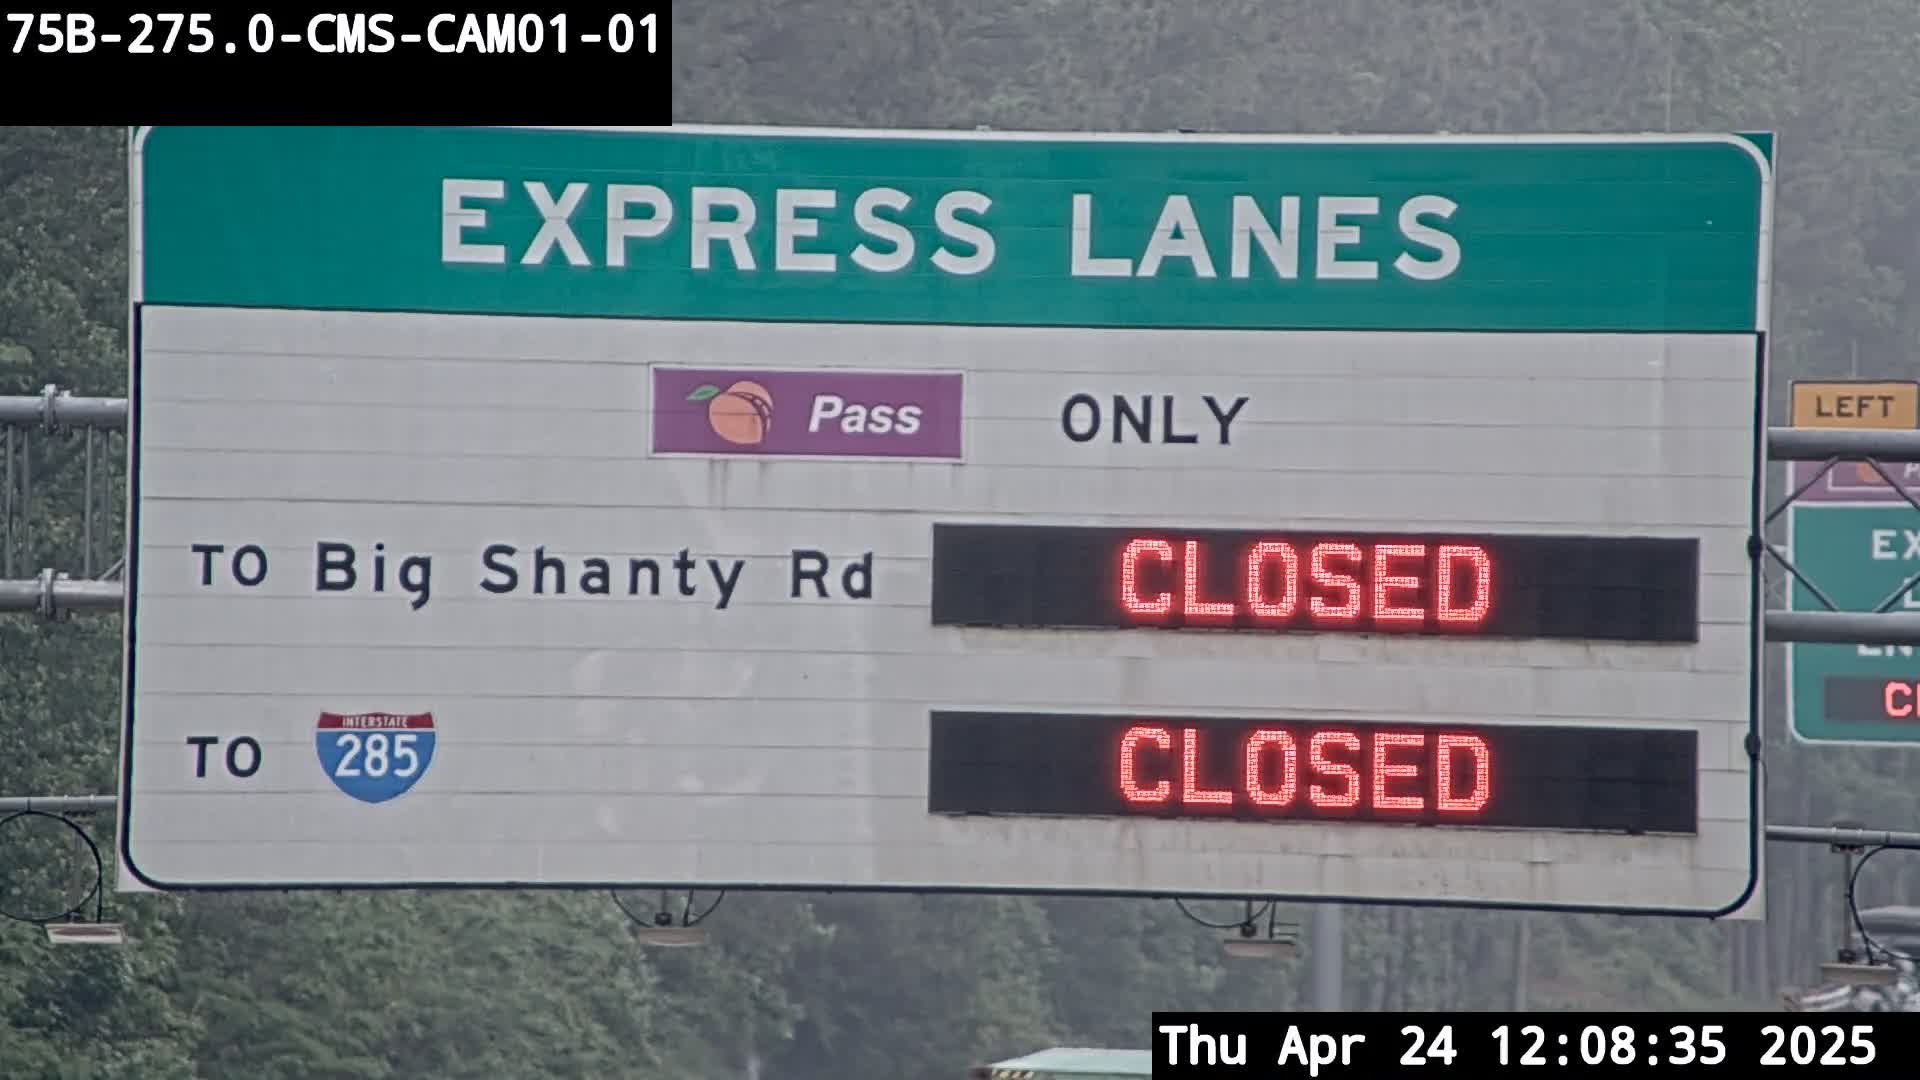 75B-275.0-CMS-CAM01-01
EXPRESS LANES
Pass ONLY
TO Big Shanty Rd CLOSED
TO INTERSTATE 285 CLOSED
LEFT
Thu Apr 24 12:08:35 2025